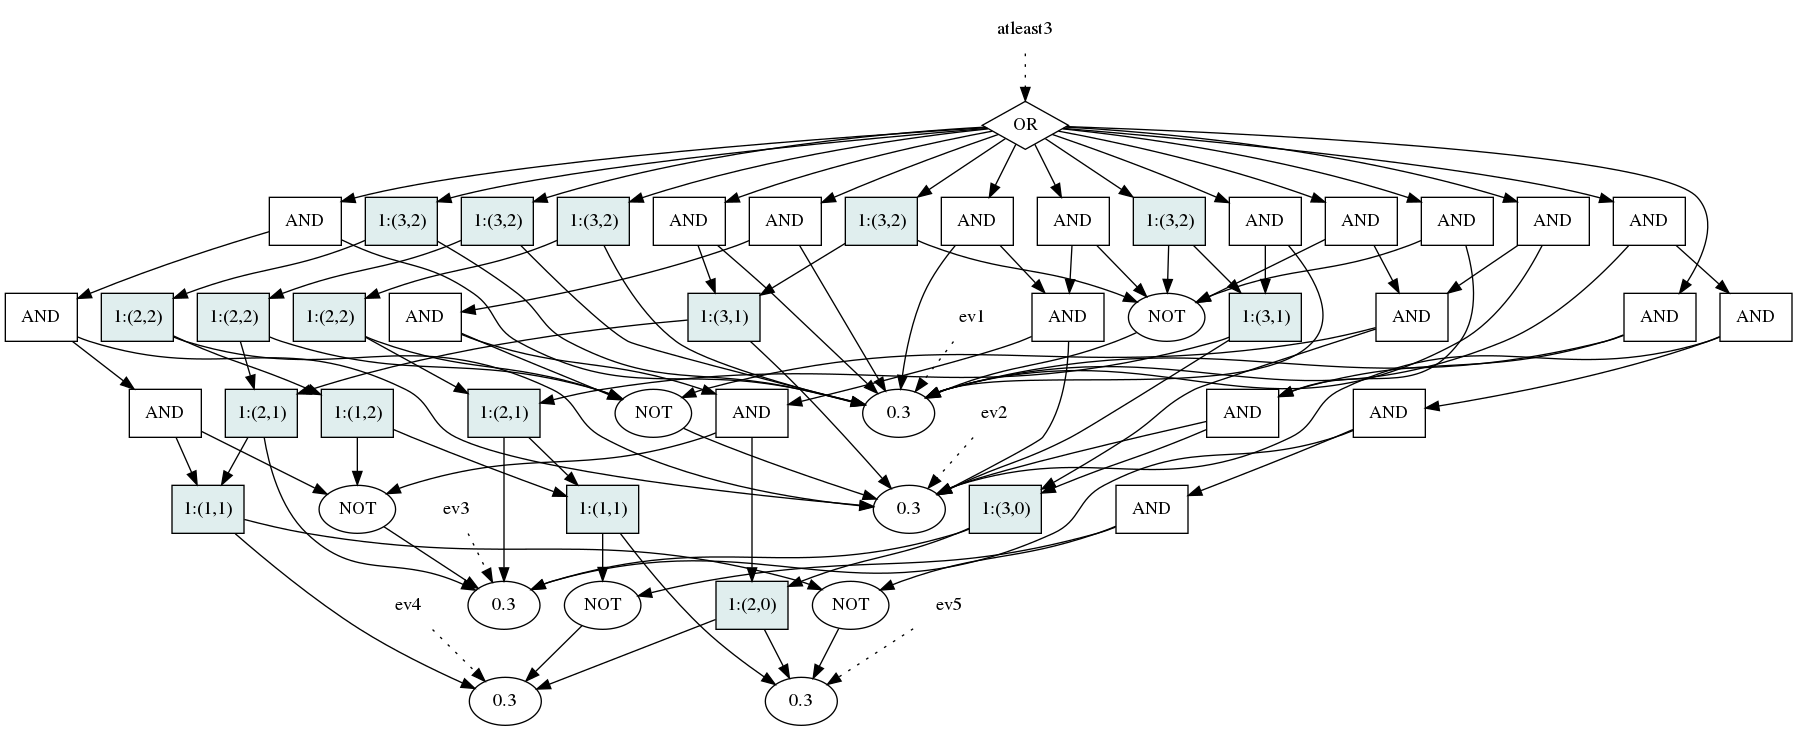 atleast3
OR
AND 1:(3,2) 1:(3,2) 1:(3,2) AND AND 1:(3,2) AND AND 1:(3,2) AND AND AND AND AND
AND 1:(2,2) 1:(2,2) 1:(2,2) AND 1:(3,1) ev1 AND NOT 1:(3,1) AND AND AND
AND 1:(2,1) 1:(1,2) 1:(2,1) NOT AND 0.3 ev2 AND AND
1:(1,1) NOT ev3 1:(1,1) 0.3 1:(3,0) AND
ev4 0.3 NOT 1:(2,0) NOT ev5
0.3 0.3